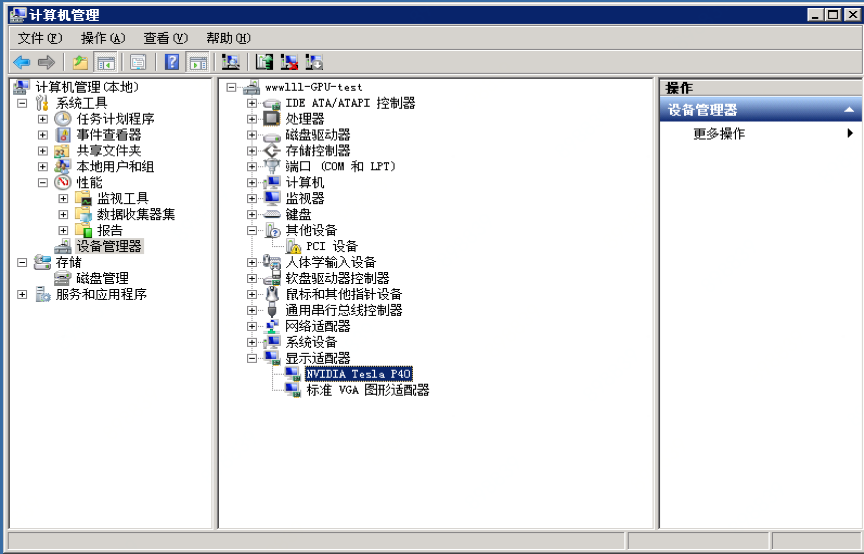 计算机管理
文件(F) 操作(A) 查看(V) 帮助(H)
计算机管理(本地)
系统工具
任务计划程序
事件查看器
共享文件夹
本地用户和组
性能
监视工具
数据收集器集
报告
设备管理器
存储
磁盘管理
服务和应用程序
wwwlll-GPU-test
IDE ATA/ATAPI 控制器
处理器
磁盘驱动器
存储控制器
端口 (COM 和 LPT)
计算机
监视器
键盘
其他设备
PCI 设备
人体学输入设备
软盘驱动器控制器
鼠标和其他指针设备
通用串行总线控制器
网络适配器
系统设备
显示适配器
NVIDIA Tesla P40
标准 VGA 图形适配器
操作
设备管理器
更多操作